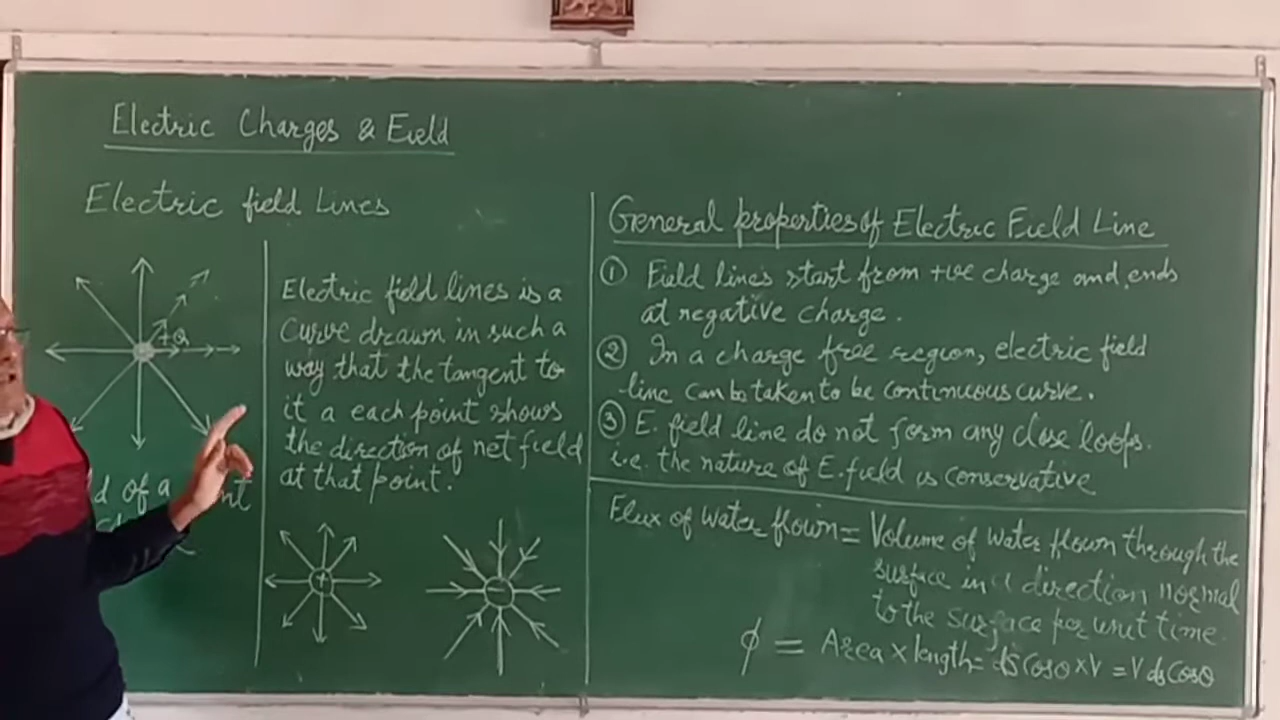 Electric Charges & Field
Electric field Lines
+Q
d of a
Electric field lines is a
curve drawn in such a
way that the tangent to
it a each point shows
the direction of net field
at that point.
+
-
General properties of Electric Field Line
① Field lines start from +ve charge and ends
at negative charge.
② In a charge free region, electric field
line can be taken to be continuous curve.
③ E. field line do not form any close loops.
i.e. the nature of E. field is conservative
Flux of water flown = Volume of water flown through the
surface in a direction normal
to the surface per unit time.
ϕ = Area × length = ds cosθ × V = V ds cosθ